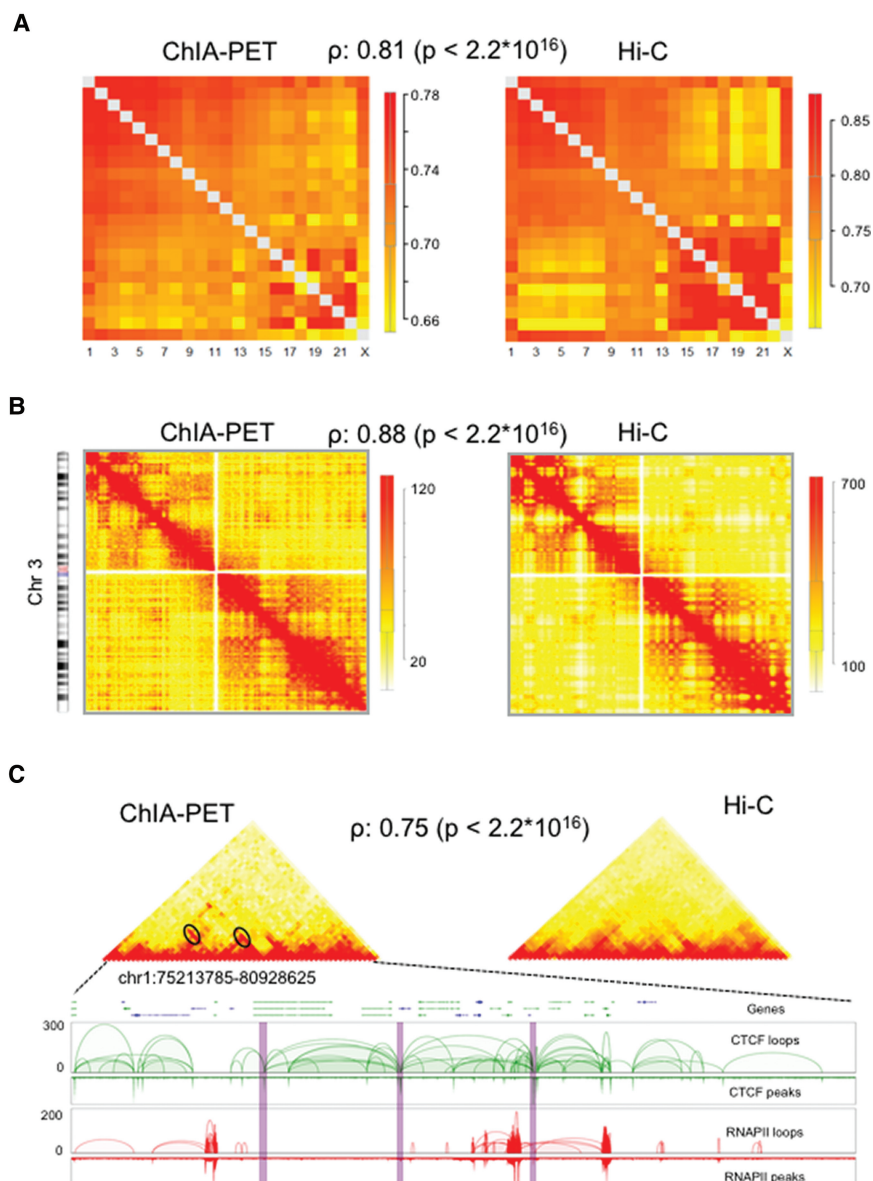 A
ChIA-PET ρ: 0.81 (p < 2.2*10¹⁶) Hi-C
0.78
0.74
0.70
0.66
0.85
0.80
0.75
0.70
1 3 5 7 9 11 13 15 17 19 21 X
1 3 5 7 9 11 13 15 17 19 21 X
B
ChIA-PET ρ: 0.88 (p < 2.2*10¹⁶) Hi-C
Chr 3
120
20
700
100
C
ChIA-PET
ρ: 0.75 (p < 2.2*10¹⁶)
Hi-C
chr1:75213785-80928625
Genes
300
0
CTCF loops
CTCF peaks
200
0
RNAPII loops
RNAPII peaks